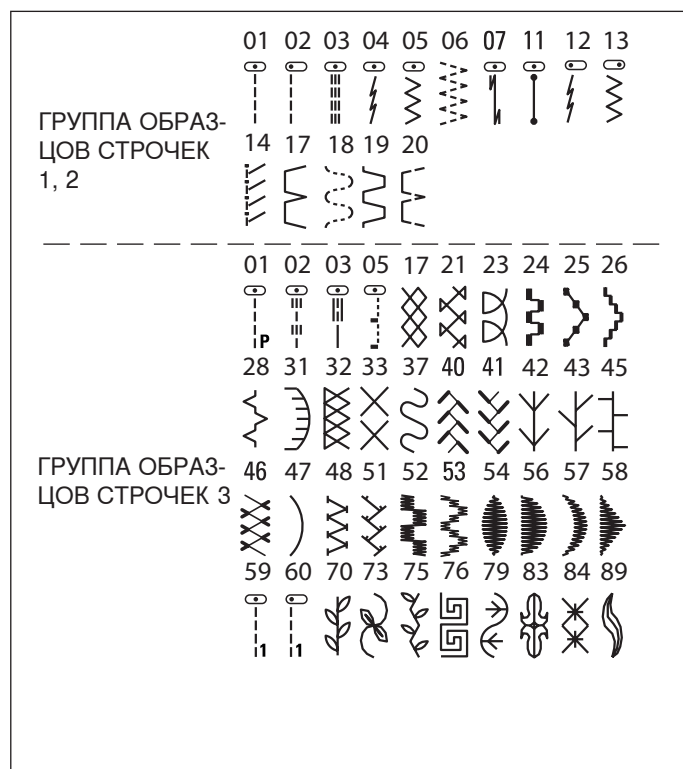 01 02 03 04 05 06 07 11 12 13
ГРУППА ОБРАЗ-
ЦОВ СТРОЧЕК
1, 2
14 17 18 19 20
01 02 03 05 17 21 23 24 25 26
P
28 31 32 33 37 40 41 42 43 45
ГРУППА ОБРАЗ-
ЦОВ СТРОЧЕК 3
46 47 48 51 52 53 54 56 57 58
59 60 70 73 75 76 79 83 84 89
1 1